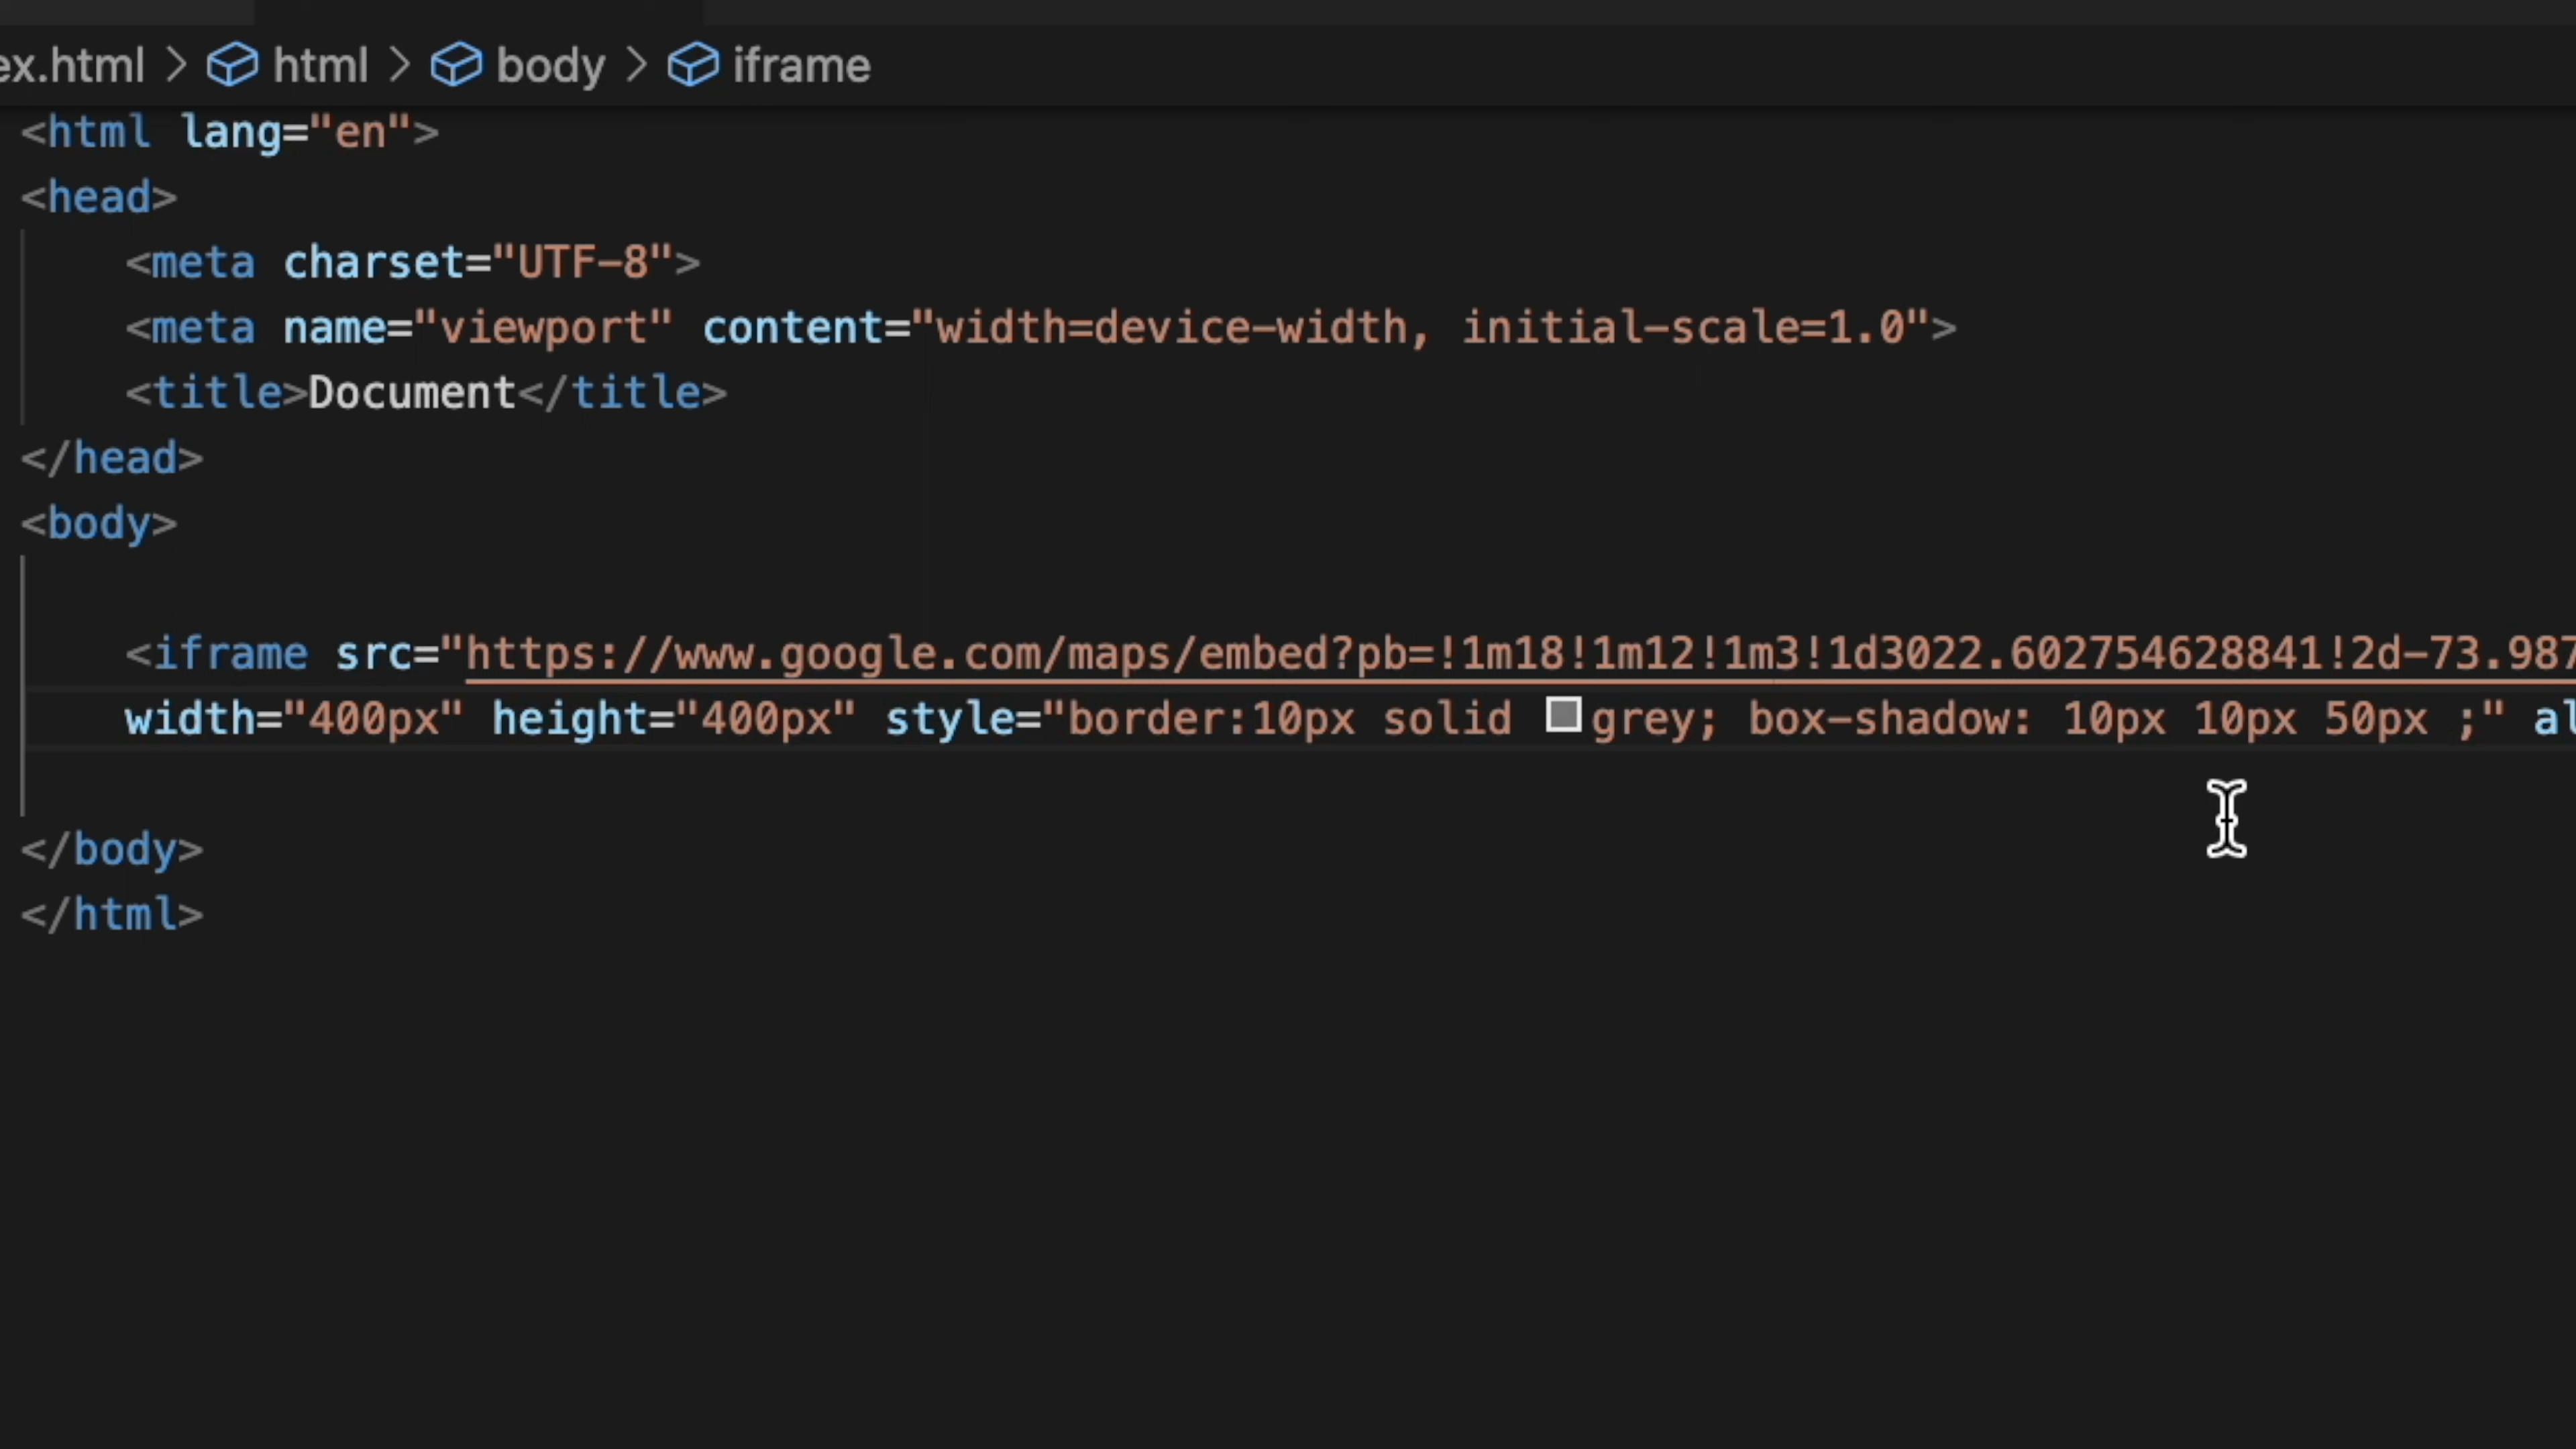 ex.html > html > body > iframe
<html lang="en">
<head>
<meta charset="UTF-8">
<meta name="viewport" content="width=device-width, initial-scale=1.0">
<title>Document</title>
</head>
<body>
<iframe src="https://www.google.com/maps/embed?pb=!1m18!1m12!1m3!1d3022.602754628841!2d-73.987
width="400px" height="400px" style="border:10px solid grey; box-shadow: 10px 10px 50px ;" al
</body>
</html>